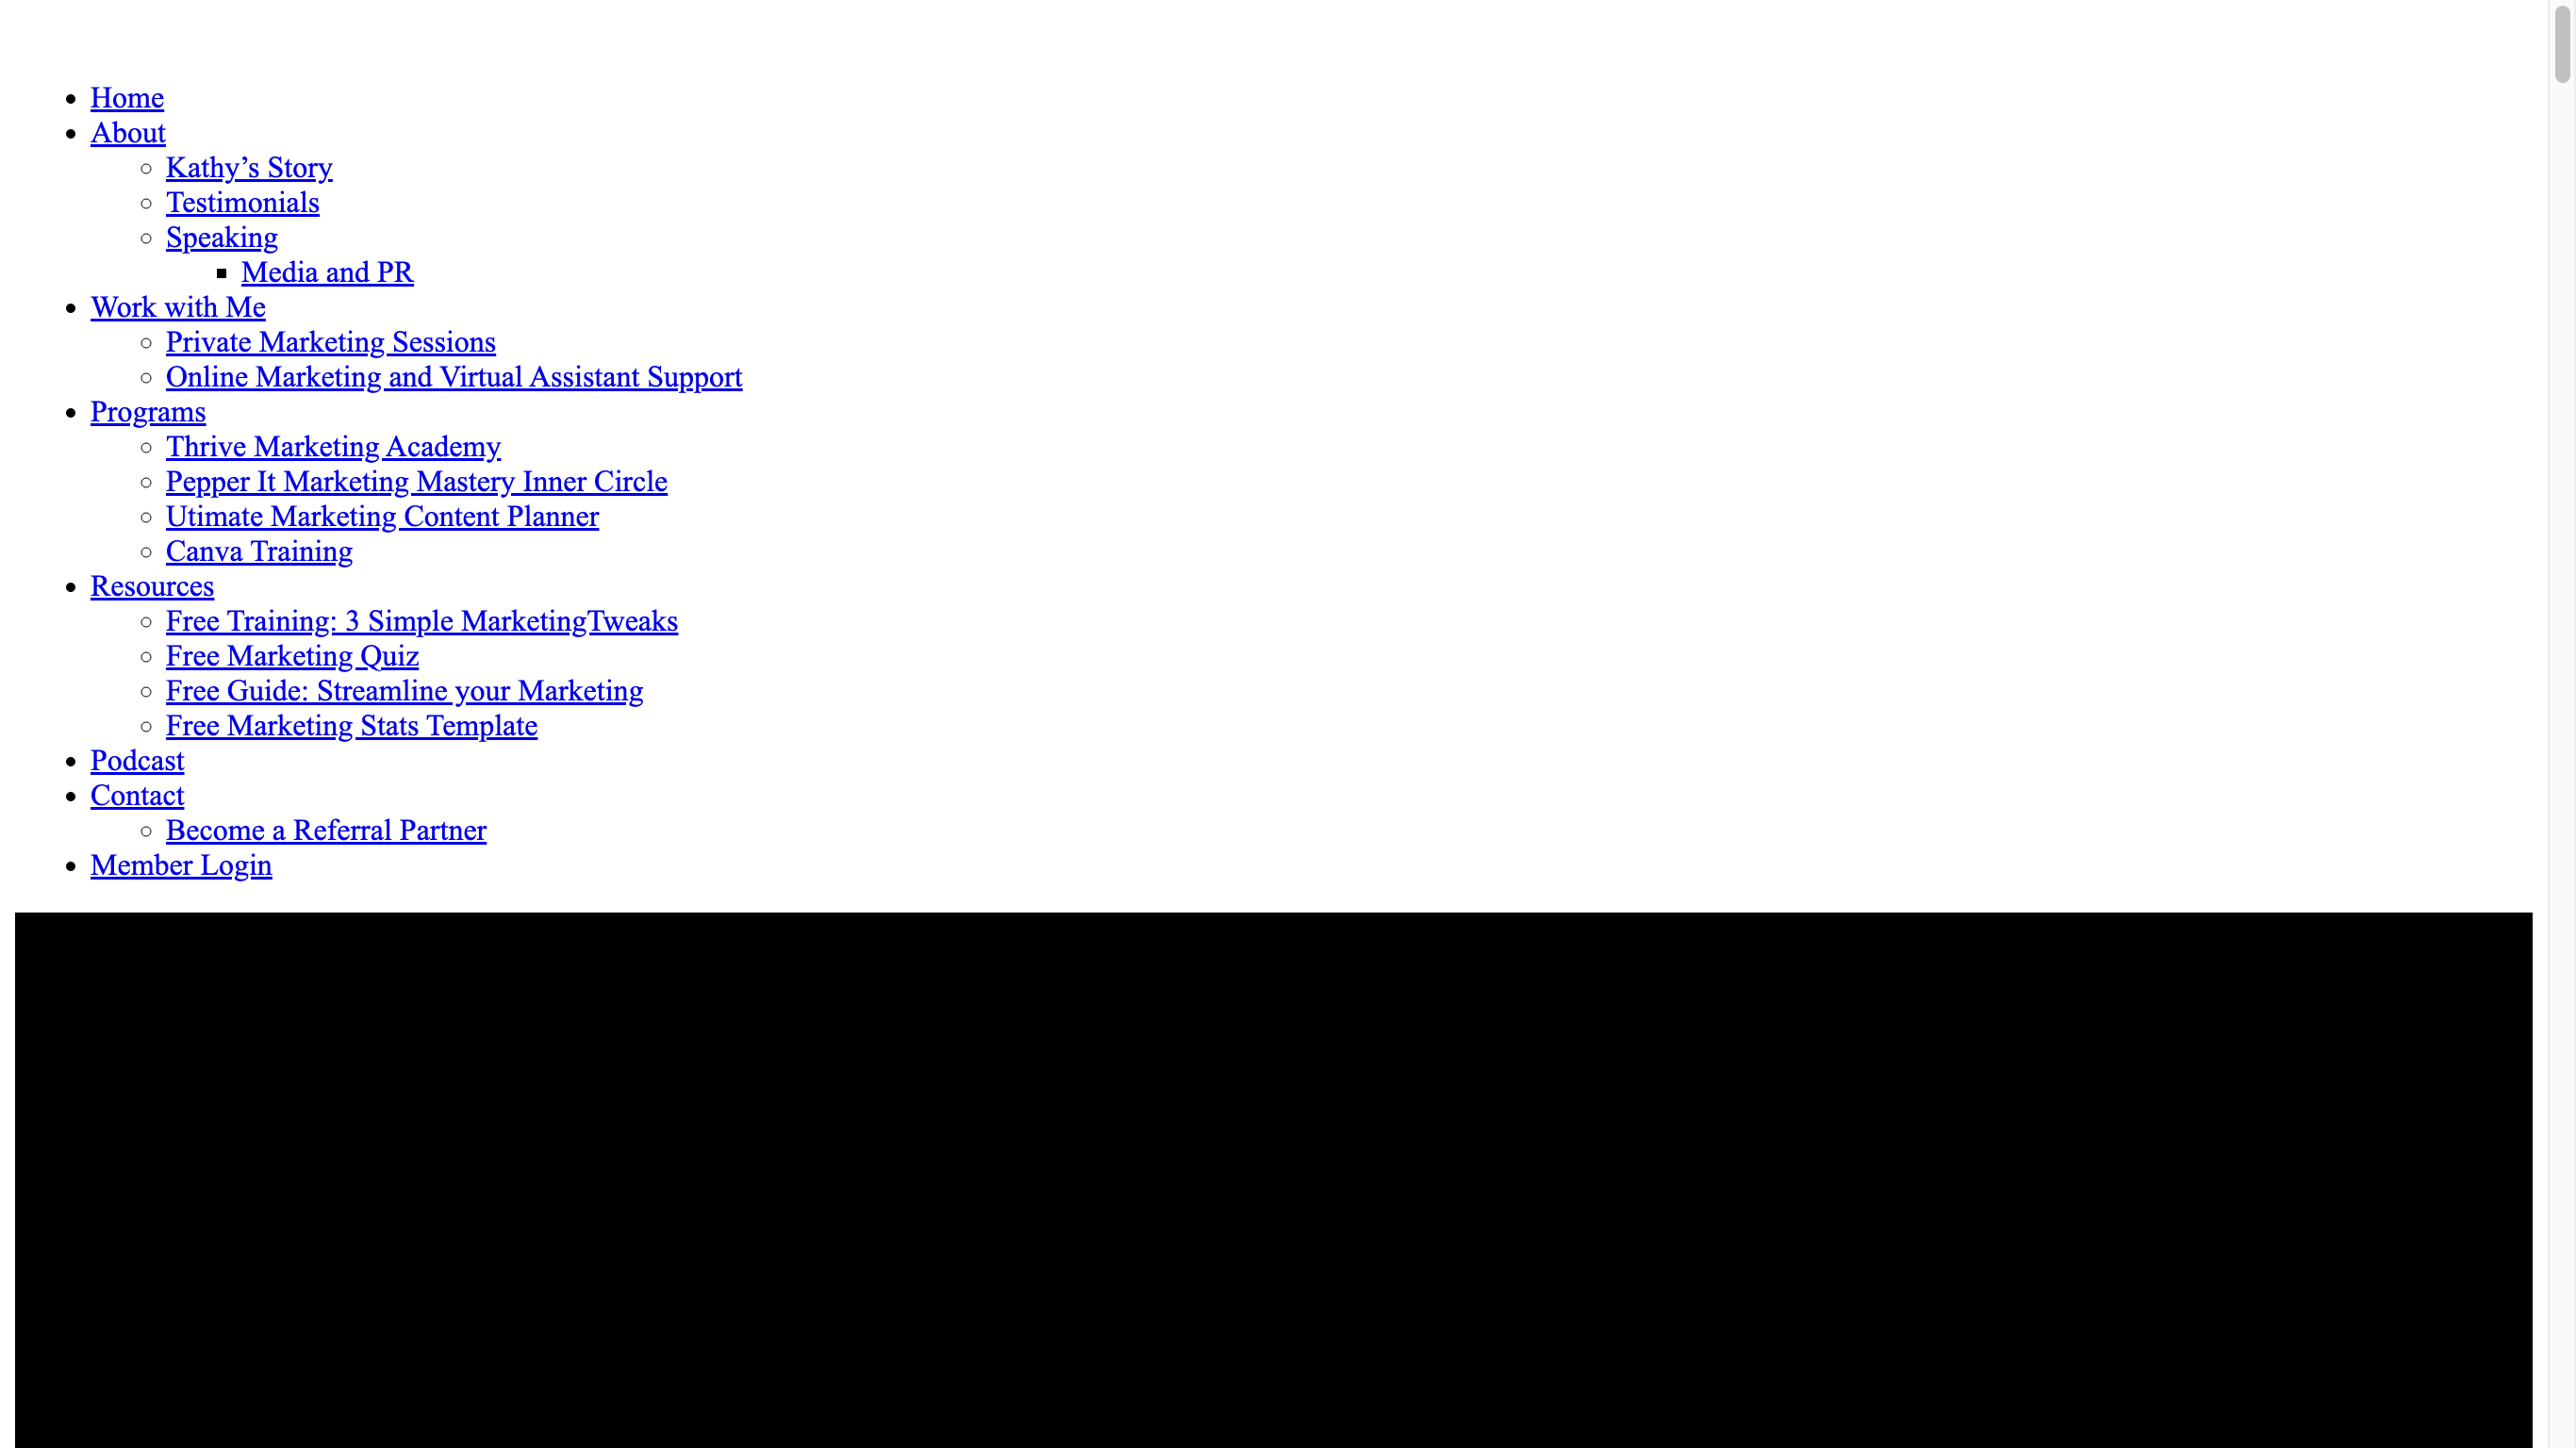 Home
About
Kathy’s Story
Testimonials
Speaking
Media and PR
Work with Me
Private Marketing Sessions
Online Marketing and Virtual Assistant Support
Programs
Thrive Marketing Academy
Pepper It Marketing Mastery Inner Circle
Utimate Marketing Content Planner
Canva Training
Resources
Free Training: 3 Simple MarketingTweaks
Free Marketing Quiz
Free Guide: Streamline your Marketing
Free Marketing Stats Template
Podcast
Contact
Become a Referral Partner
Member Login